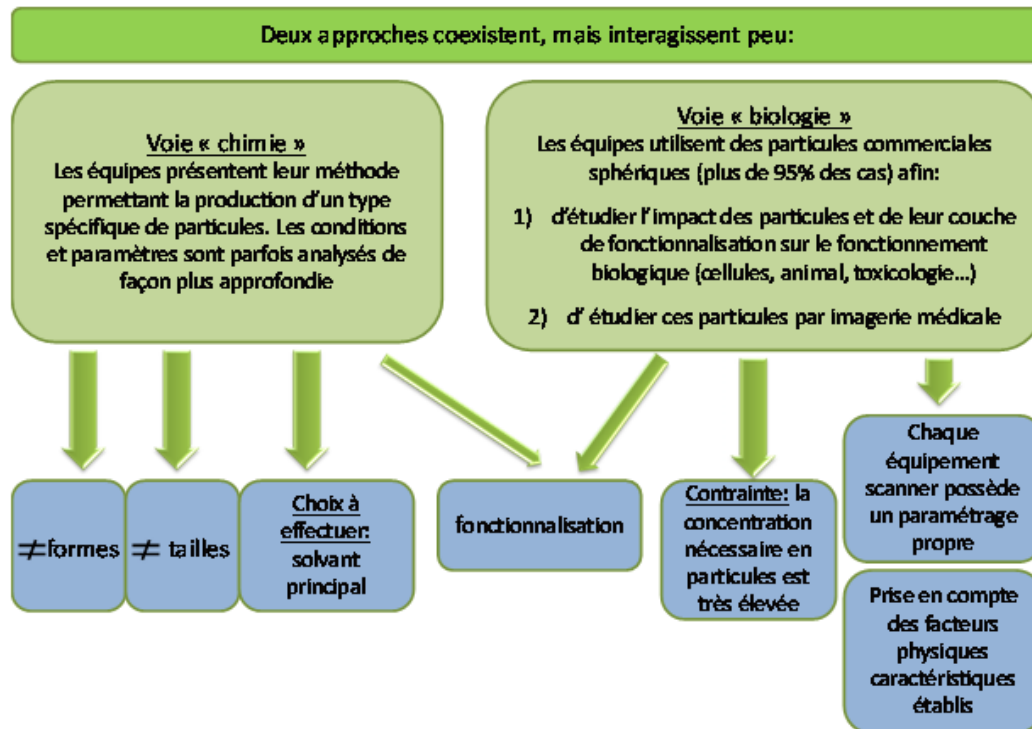 Deux approches coexistent, mais interagissent peu:
Voie « chimie »
Les équipes présentent leur méthode
permettant la production d'un type
spécifique de particules. Les conditions
et paramètres sont parfois analysés de
façon plus approfondie
Voie « biologie »
Les équipes utilisent des particules commerciales
sphériques (plus de 95% des cas) afin:
1) d'étudier l'impact des particules et de leur couche
de fonctionnalisation sur le fonctionnement
biologique (cellules, animal, toxicologie...)
2) d' étudier ces particules par imagerie médicale
≠formes
≠ tailles
Choix à
effectuer:
solvant
principal
fonctionnalisation
Contrainte: la
concentration
nécessaire en
particules est
très élevée
Chaque
équipement
scanner possède
un paramétrage
propre
Prise en compte
des facteurs
physiques
caractéristiques
établis